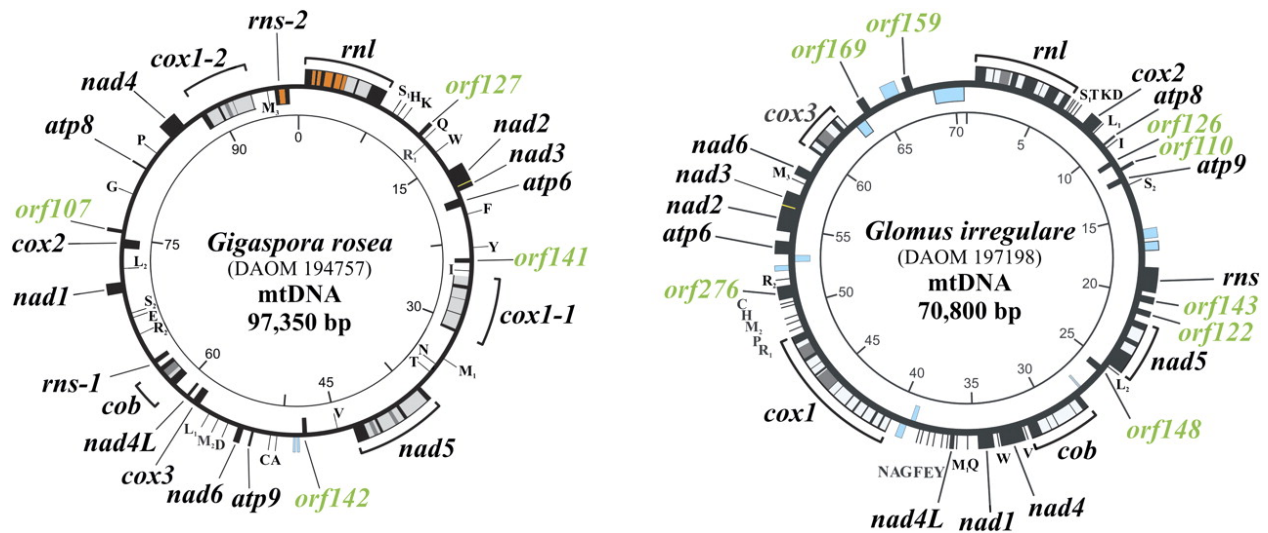 rns-2
rnl
cox1-2
orf127
nad4
M3
S1HK
Q
W
R1
nad2
nad3
atp6
atp8
P
G
F
Y
orf107
cox2
L2
nad1
orf141
I
cox1-1
S2
E
R2
N
T
M1
rns-1
cob
nad4L
cox3
L1M2D
nad6
atp9
CA
orf142
V
nad5
0
15
30
45
60
75
90
Gigaspora rosea
(DAOM 194757)
mtDNA
97,350 bp
orf159
orf169
rnl
cox3
S1TKD
cox2
L1
atp8
I
orf126
orf110
atp9
S2
nad6
M3
nad3
nad2
atp6
orf276
R2
C
H
M2
P
R1
rns
orf143
orf122
nad5
L2
orf148
cox1
cob
NAGFEY
M1Q
W
V
nad4L
nad1
nad4
5
10
15
20
25
30
35
40
45
50
55
60
65
70
Glomus irregulare
(DAOM 197198)
mtDNA
70,800 bp